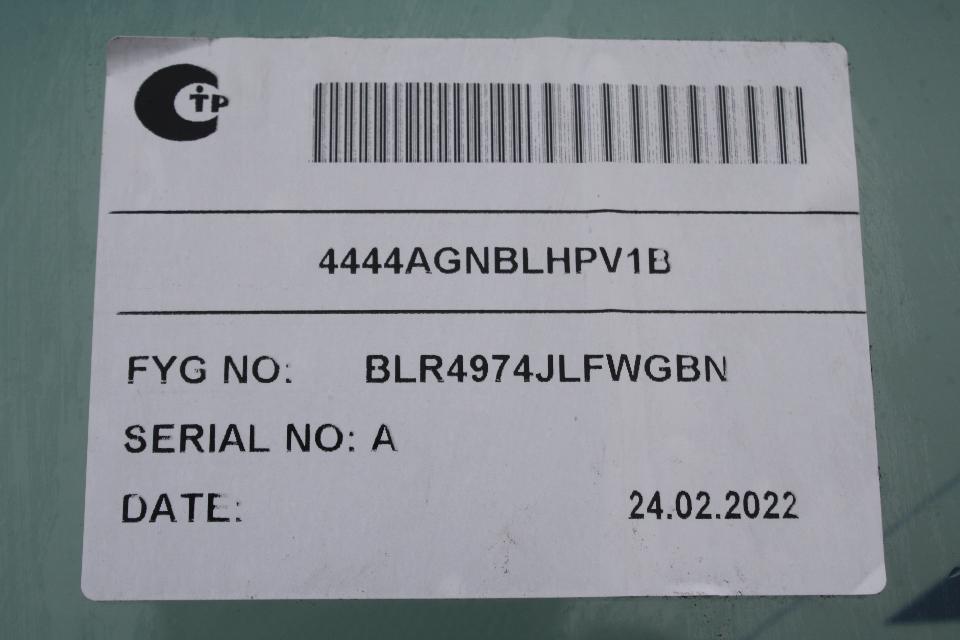 TP
4444AGNBLHPV1B
FYG NO: BLR4974JLFWGBN
SERIAL NO: A
DATE: 24.02.2022